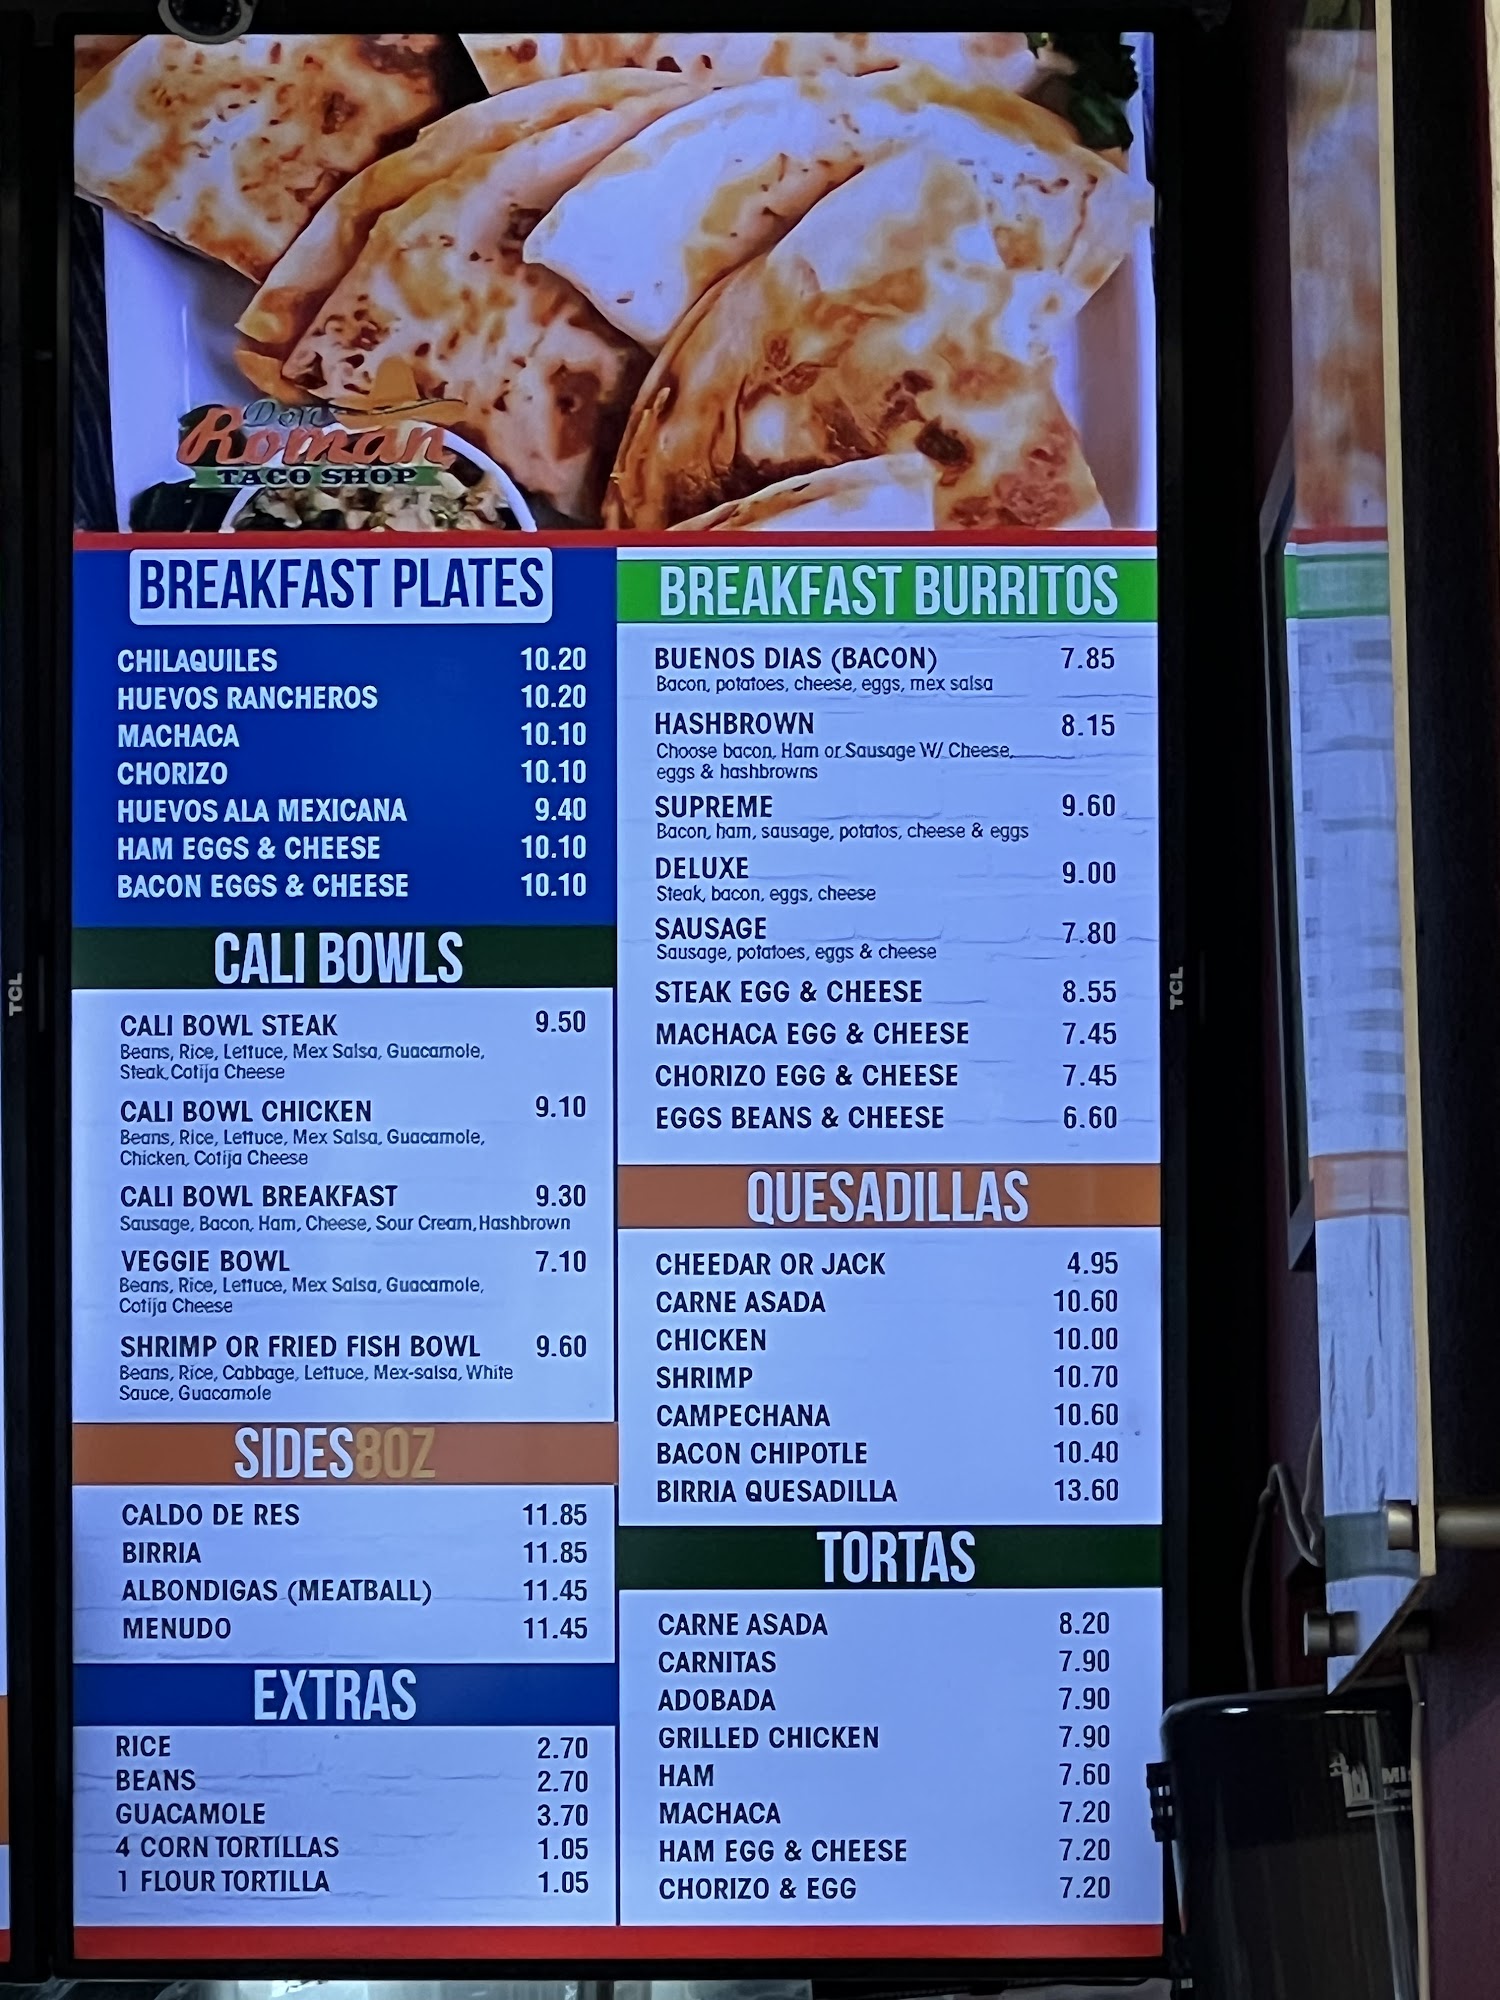 Don
Roman
TACO SHOP
BREAKFAST PLATES
CHILAQUILES 10.20
HUEVOS RANCHEROS 10.20
MACHACA 10.10
CHORIZO 10.10
HUEVOS ALA MEXICANA 9.40
HAM EGGS & CHEESE 10.10
BACON EGGS & CHEESE 10.10
CALI BOWLS
CALI BOWL STEAK 9.50
Beans, Rice, Lettuce, Mex Salsa, Guacamole,
Steak, Cotija Cheese
CALI BOWL CHICKEN 9.10
Beans, Rice, Lettuce, Mex Salsa, Guacamole,
Chicken, Cotija Cheese
CALI BOWL BREAKFAST 9.30
Sausage, Bacon, Ham, Cheese, Sour Cream, Hashbrown
VEGGIE BOWL 7.10
Beans, Rice, Lettuce, Mex Salsa, Guacamole,
Cotija Cheese
SHRIMP OR FRIED FISH BOWL 9.60
Beans, Rice, Cabbage, Lettuce, Mex-salsa, White
Sauce, Guacamole
SIDES 8OZ
CALDO DE RES 11.85
BIRRIA 11.85
ALBONDIGAS (MEATBALL) 11.45
MENUDO 11.45
EXTRAS
RICE 2.70
BEANS 2.70
GUACAMOLE 3.70
4 CORN TORTILLAS 1.05
1 FLOUR TORTILLA 1.05
BREAKFAST BURRITOS
BUENOS DIAS (BACON) 7.85
Bacon, potatoes, cheese, eggs, mex salsa
HASHBROWN 8.15
Choose bacon, Ham or Sausage W/ Cheese,
eggs & hashbrowns
SUPREME 9.60
Bacon, ham, sausage, potatos, cheese & eggs
DELUXE 9.00
Steak, bacon, eggs, cheese
SAUSAGE 7.80
Sausage, potatoes, eggs & cheese
STEAK EGG & CHEESE 8.55
MACHACA EGG & CHEESE 7.45
CHORIZO EGG & CHEESE 7.45
EGGS BEANS & CHEESE 6.60
QUESADILLAS
CHEEDAR OR JACK 4.95
CARNE ASADA 10.60
CHICKEN 10.00
SHRIMP 10.70
CAMPECHANA 10.60
BACON CHIPOTLE 10.40
BIRRIA QUESADILLA 13.60
TORTAS
CARNE ASADA 8.20
CARNITAS 7.90
ADOBADA 7.90
GRILLED CHICKEN 7.90
HAM 7.60
MACHACA 7.20
HAM EGG & CHEESE 7.20
CHORIZO & EGG 7.20
TCL
TCL